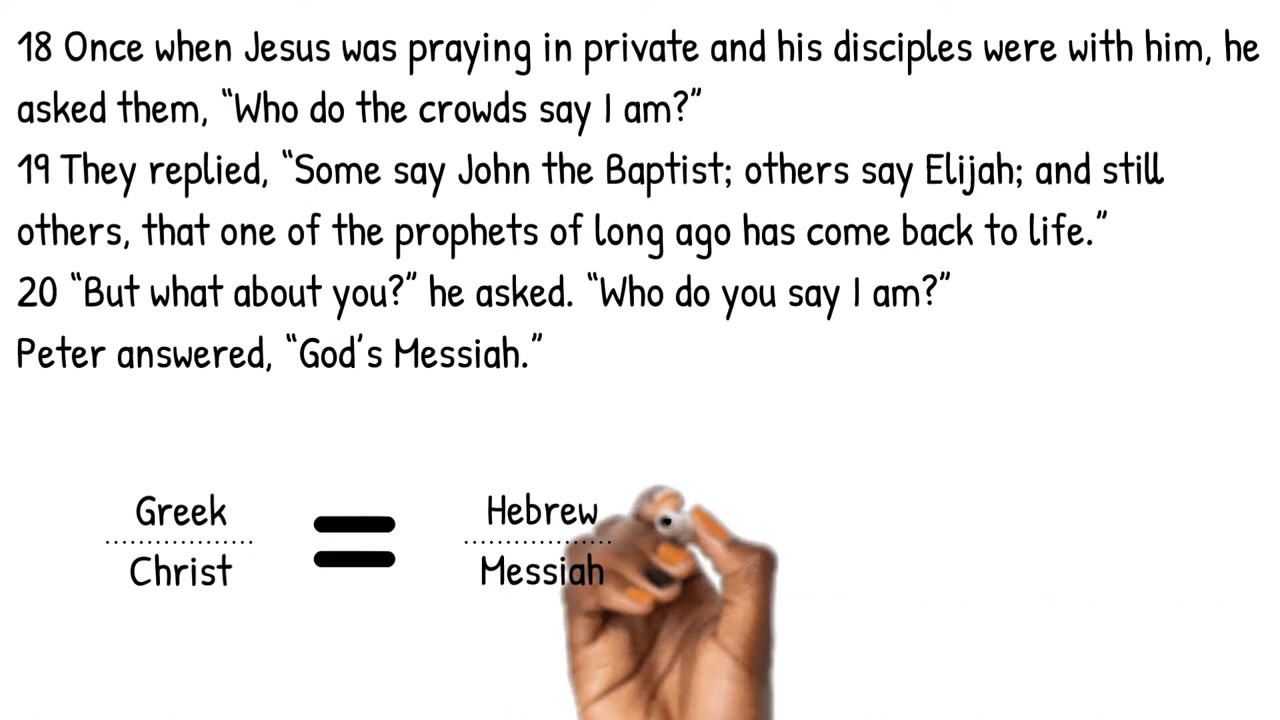 18 Once when Jesus was praying in private and his disciples were with him, he
asked them, “Who do the crowds say I am?”
19 They replied, “Some say John the Baptist; others say Elijah; and still
others, that one of the prophets of long ago has come back to life.”
20 “But what about you?” he asked. “Who do you say I am?”
Peter answered, “God’s Messiah.”
Greek = Hebrew
Christ Messiah